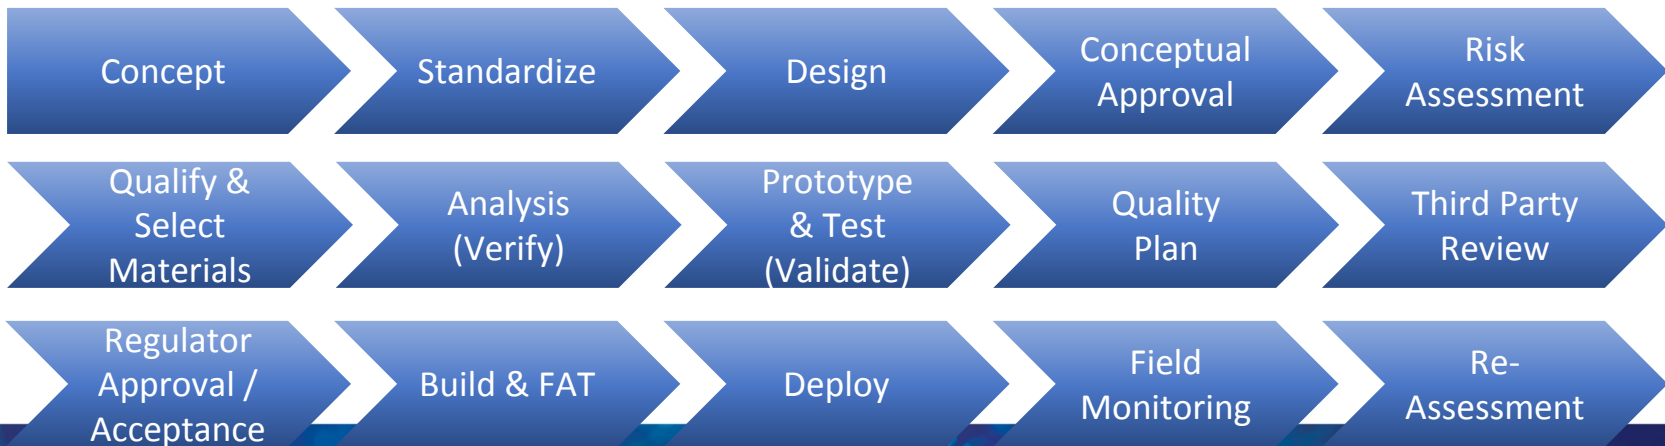 Concept
Standardize
Design
Conceptual
Approval
Risk
Assessment
Qualify &
Select
Materials
Analysis
(Verify)
Prototype
& Test
(Validate)
Quality
Plan
Third Party
Review
Regulator
Approval /
Acceptance
Build & FAT
Deploy
Field
Monitoring
Re-
Assessment